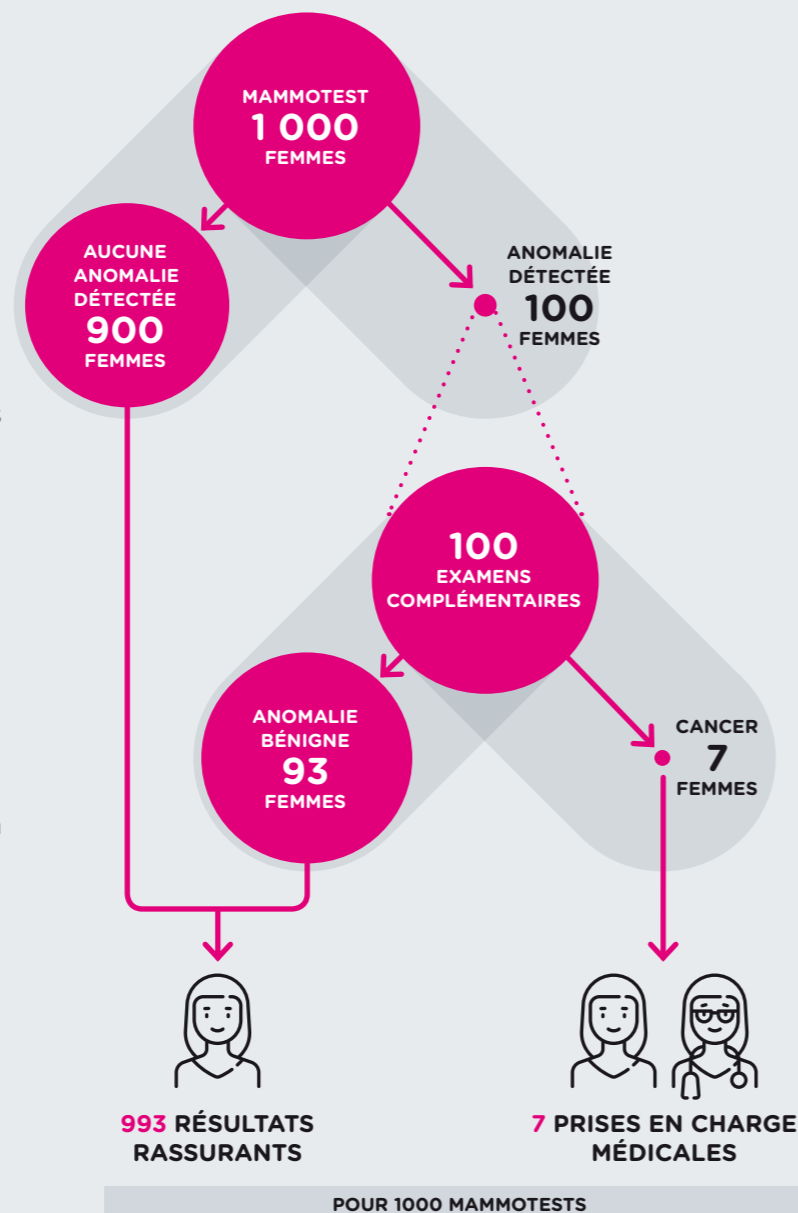 MAMMOTEST
1 000
FEMMES
AUCUNE
ANOMALIE
DÉTECTÉE
900
FEMMES
ANOMALIE
DÉTECTÉE
100
FEMMES
100
EXAMENS
COMPLÉMENTAIRES
ANOMALIE
BÉNIGNE
93
FEMMES
CANCER
7
FEMMES
993 RÉSULTATS
RASSURANTS
7 PRISES EN CHARGE
MÉDICALES
POUR 1000 MAMMOTESTS